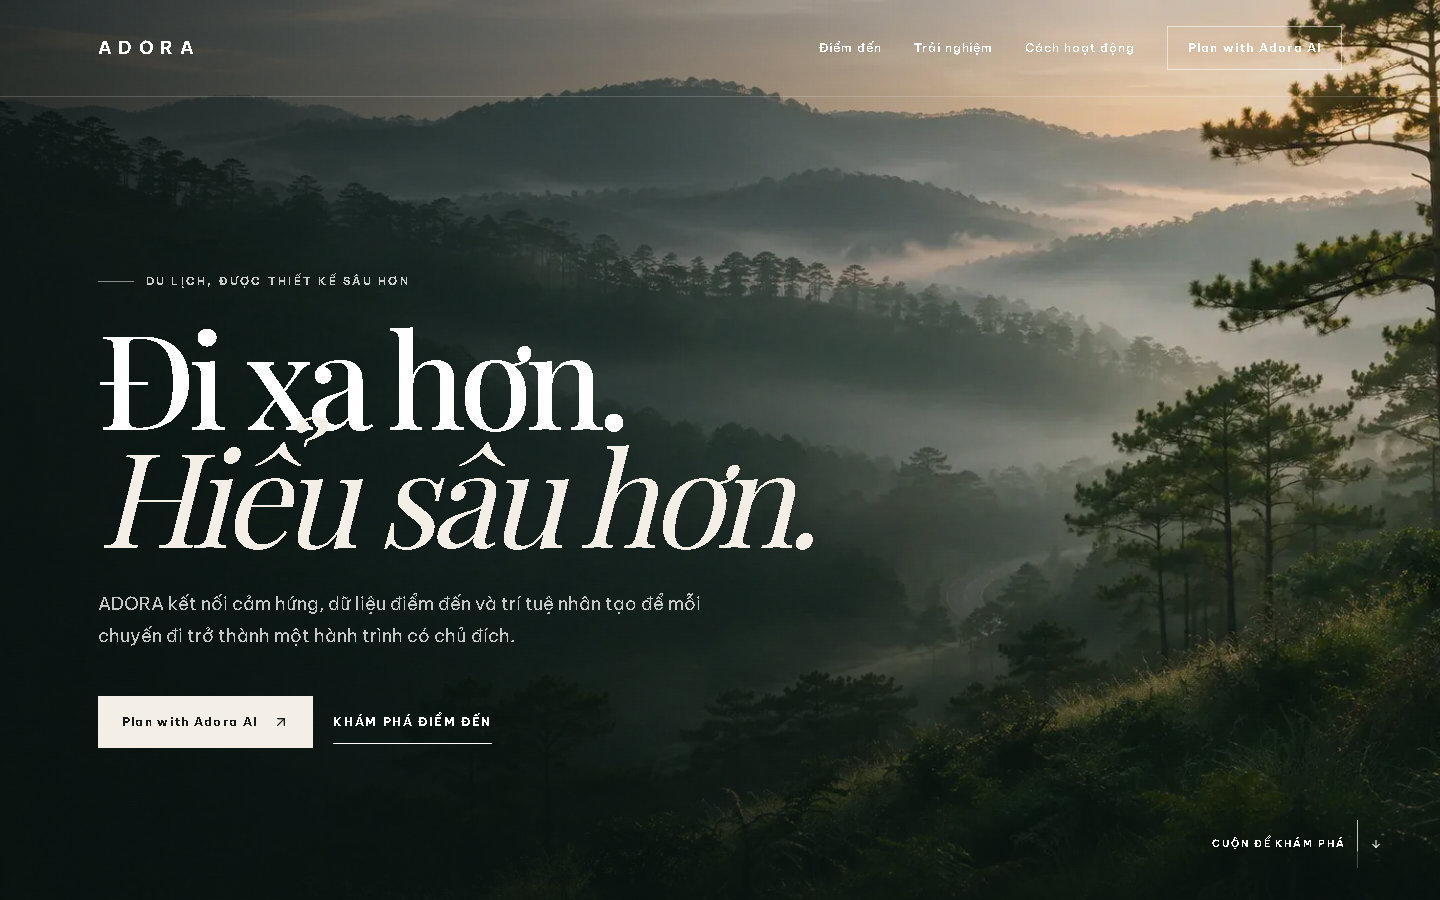 ADORA
Điểm đến
Trải nghiệm
Cách hoạt động
Plan with Adora AI
DU LỊCH, ĐƯỢC THIẾT KẾ SÂU HƠN
Đi xa hơn.
Hiểu sâu hơn.
ADORA kết nối cảm hứng, dữ liệu điểm đến và trí tuệ nhân tạo để mỗi
chuyến đi trở thành một hành trình có chủ đích.
Plan with Adora AI
KHÁM PHÁ ĐIỂM ĐẾN
CUỘN ĐỂ KHÁM PHÁ